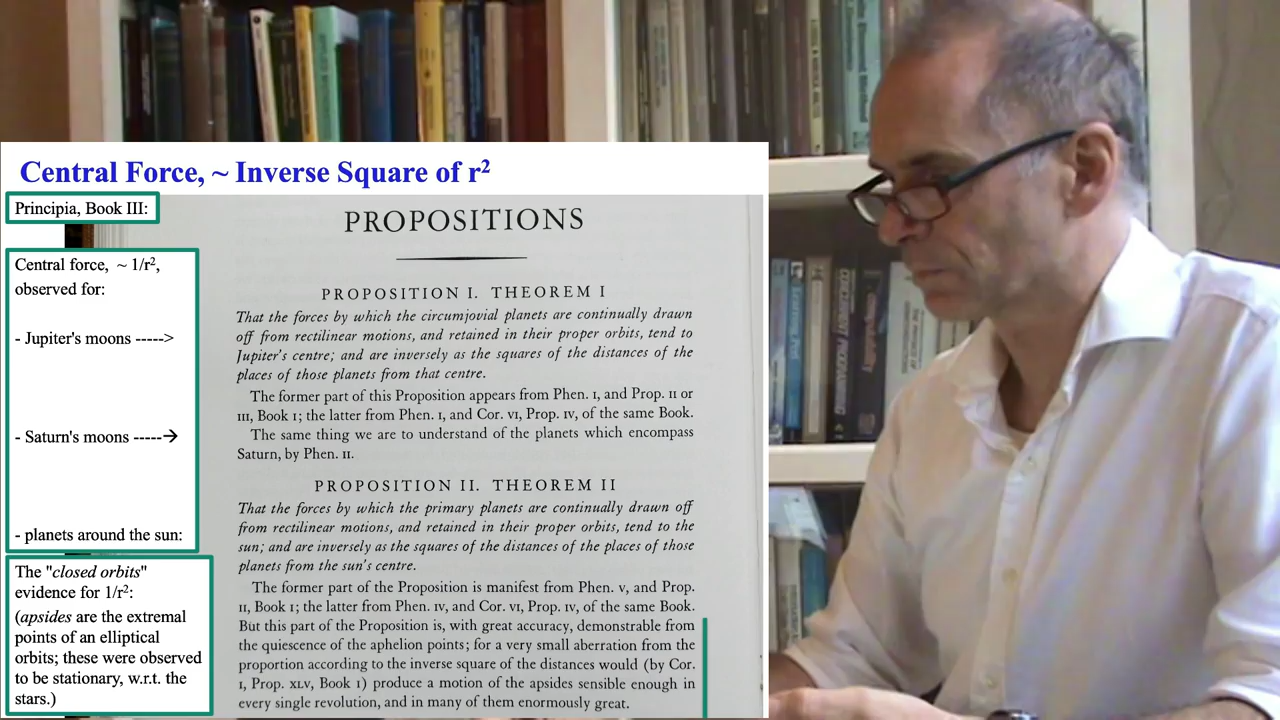 Central Force, ~ Inverse Square of r²
Principia, Book III:
Central force, ~ 1/r²,
observed for:
- Jupiter's moons ----->
- Saturn's moons -----→
- planets around the sun:
The "closed orbits"
evidence for 1/r²:
(apsides are the extremal
points of an elliptical
orbits; these were observed
to be stationary, w.r.t. the
stars.)
PROPOSITIONS
PROPOSITION I. THEOREM I
That the forces by which the circumjovial planets are continually drawn
off from rectilinear motions, and retained in their proper orbits, tend to
Jupiter's centre; and are inversely as the squares of the distances of the
places of those planets from that centre.
The former part of this Proposition appears from Phen. I, and Prop. II or
III, Book I; the latter from Phen. I, and Cor. VI, Prop. IV, of the same Book.
The same thing we are to understand of the planets which encompass
Saturn, by Phen. II.
PROPOSITION II. THEOREM II
That the forces by which the primary planets are continually drawn off
from rectilinear motions, and retained in their proper orbits, tend to the
sun; and are inversely as the squares of the distances of the places of those
planets from the sun's centre.
The former part of the Proposition is manifest from Phen. V, and Prop.
II, Book I; the latter from Phen. IV, and Cor. VI, Prop. IV, of the same Book.
But this part of the Proposition is, with great accuracy, demonstrable from
the quiescence of the aphelion points; for a very small aberration from the
proportion according to the inverse square of the distances would (by Cor.
I, Prop. XLV, Book I) produce a motion of the apsides sensible enough in
every single revolution, and in many of them enormously great.